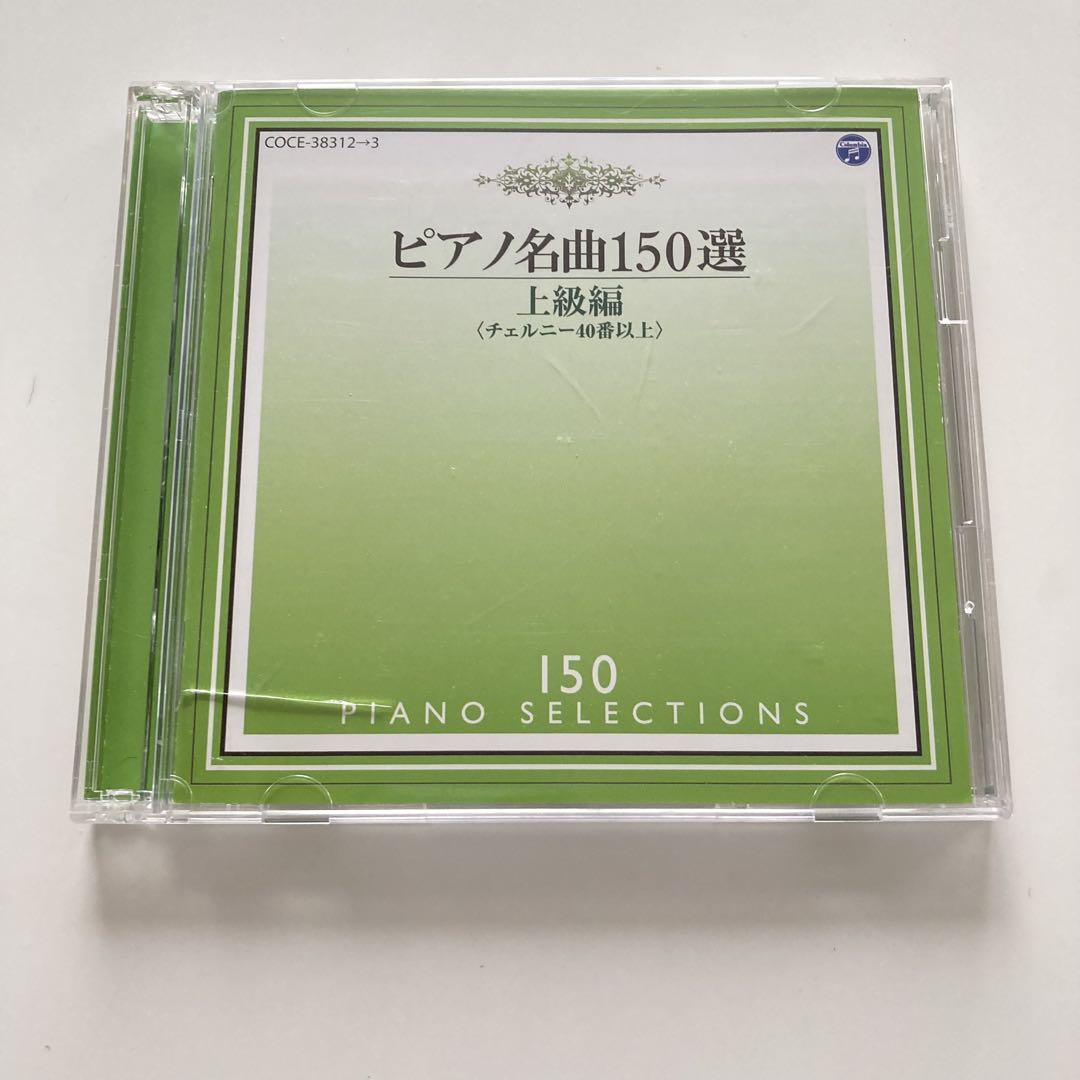 COCE-38312→3
Columbia
ピアノ名曲150選
上級編
〈チェルニー40番以上〉
150
PIANO SELECTIONS